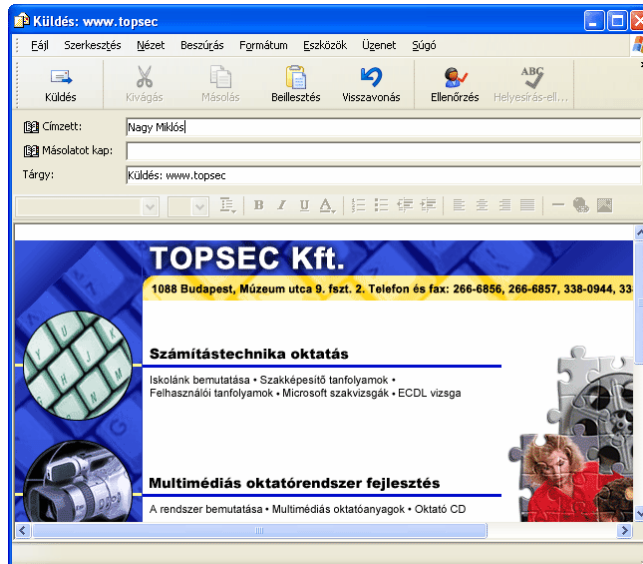 Küldés: www.topsec
Fájl Szerkesztés Nézet Beszúrás Formátum Eszközök Üzenet Súgó
Küldés Kivágás Másolás Beillesztés Visszavonás Ellenőrzés Helyesírás-ell...
Címzett: Nagy Miklós
Másolatot kap:
Tárgy: Küldés: www.topsec
TOPSEC Kft.
1088 Budapest, Múzeum utca 9. fszt. 2. Telefon és fax: 266-6856, 266-6857, 338-0944, 33
Számítástechnika oktatás
Iskolánk bemutatása • Szakképesítő tanfolyamok •
Felhasználói tanfolyamok • Microsoft szakvizsgák • ECDL vizsga
Multimédiás oktatórendszer fejlesztés
A rendszer bemutatása • Multimédiás oktatóanyagok • Oktató CD